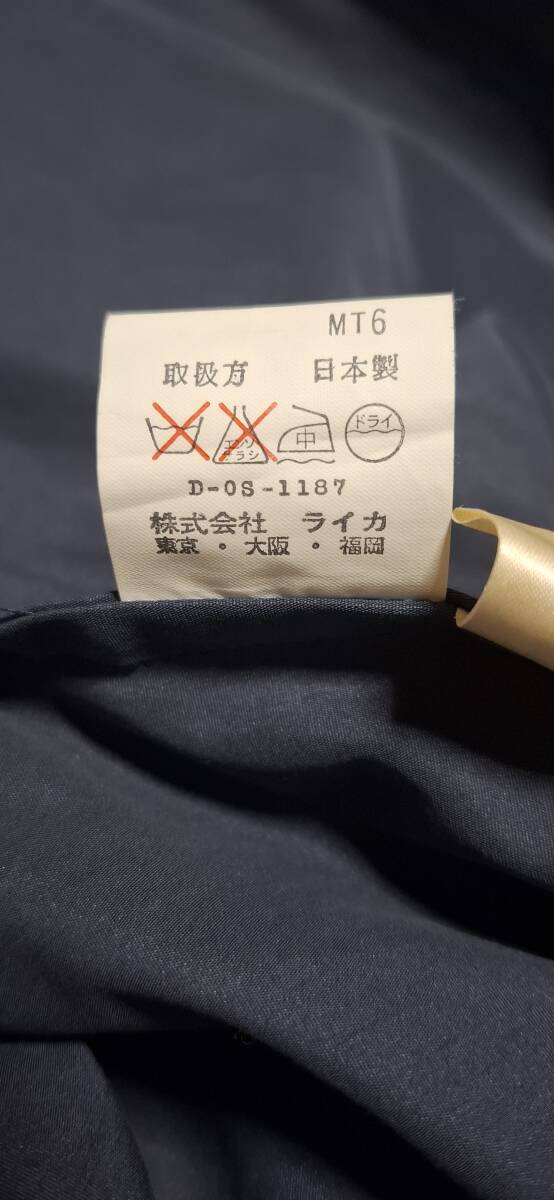 MT6
取扱方 日本製
エンソ 中 ドライ
サラシ
D-0S-1187
株式会社 ライカ
東京・大阪・福岡